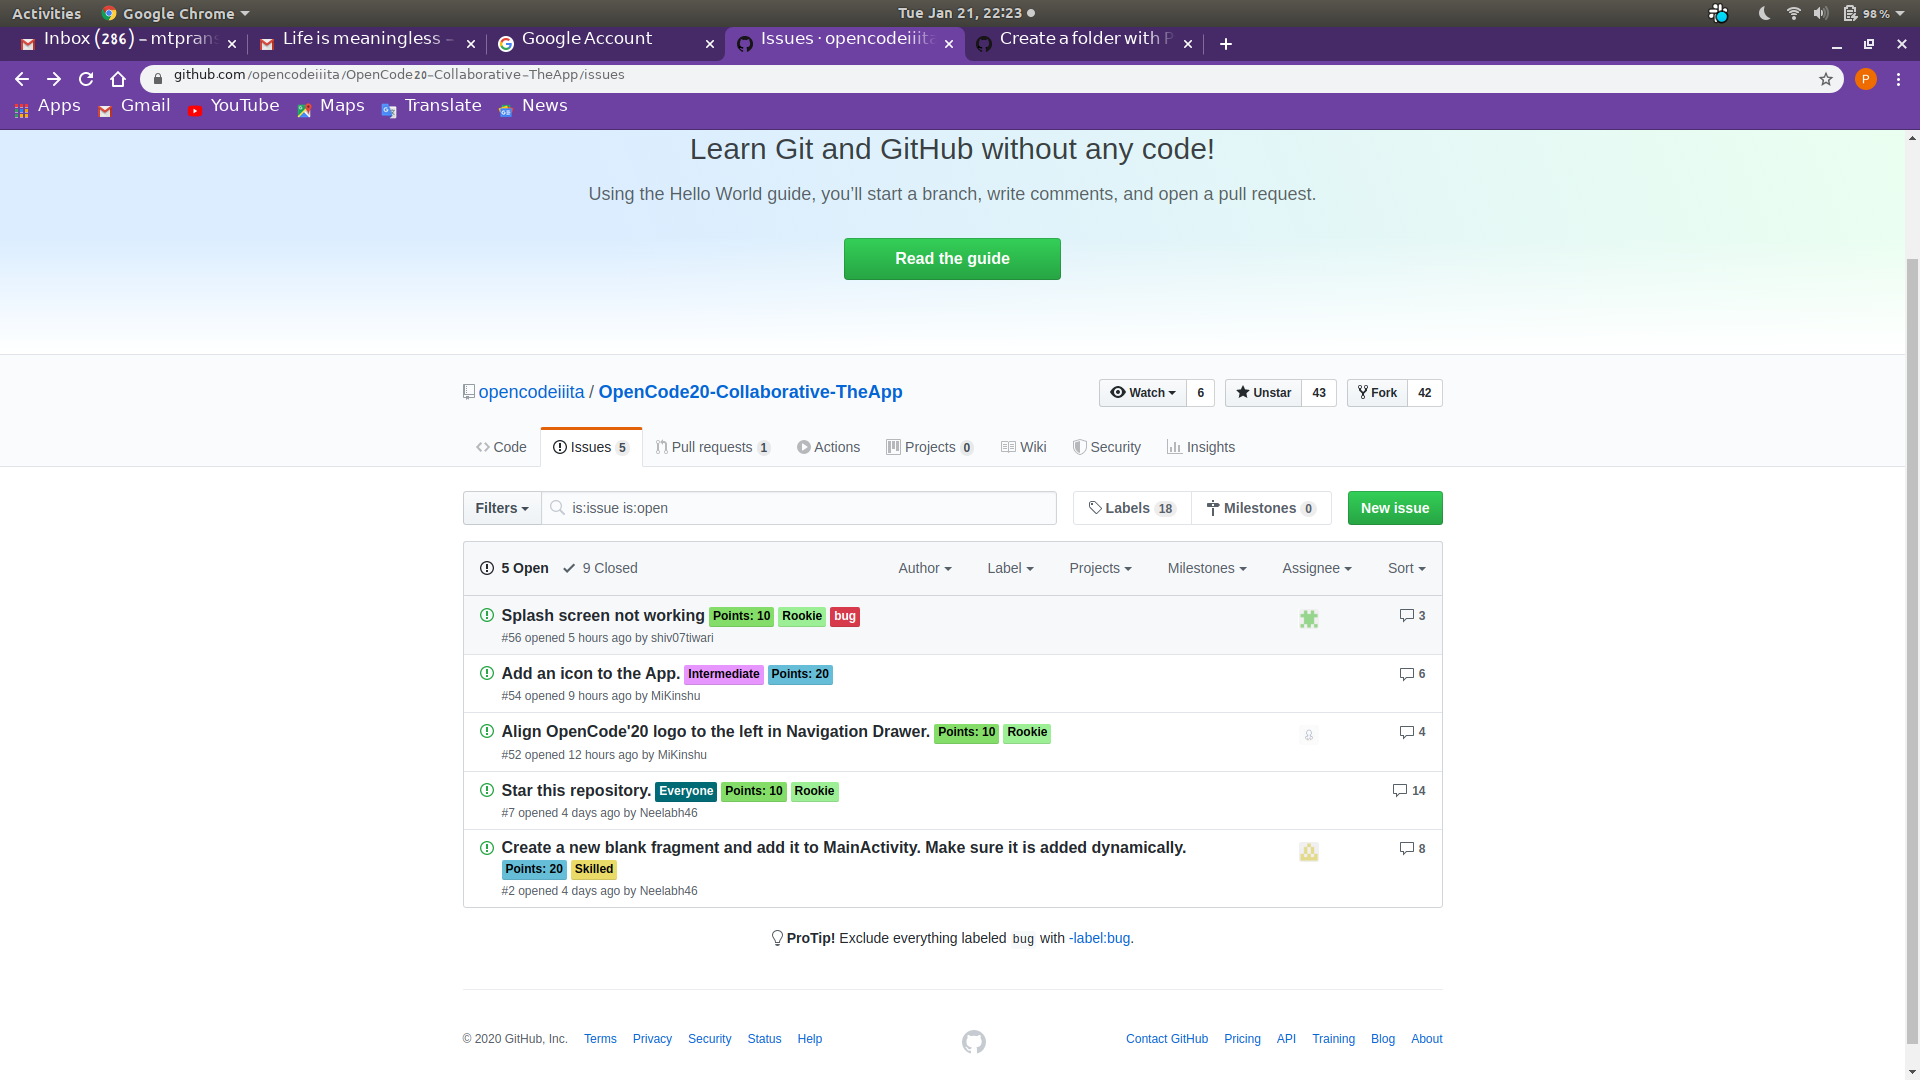 Activities Google Chrome Tue Jan 21, 22:23 98 %
Inbox (286) – mtpran Life is meaningless – Google Account Issues · opencodeiiita Create a folder with P
github.com/opencodeiiita/OpenCode20-Collaborative-TheApp/issues P
Apps Gmail YouTube Maps Translate News
Learn Git and GitHub without any code!
Using the Hello World guide, you’ll start a branch, write comments, and open a pull request.
Read the guide
opencodeiiita / OpenCode20-Collaborative-TheApp Watch 6 Unstar 43 Fork 42
Code Issues 5 Pull requests 1 Actions Projects 0 Wiki Security Insights
Filters is:issue is:open Labels 18 Milestones 0 New issue
5 Open 9 Closed Author Label Projects Milestones Assignee Sort
Splash screen not working Points: 10 Rookie bug 3
#56 opened 5 hours ago by shiv07tiwari
Add an icon to the App. Intermediate Points: 20 6
#54 opened 9 hours ago by MiKinshu
Align OpenCode'20 logo to the left in Navigation Drawer. Points: 10 Rookie 4
#52 opened 12 hours ago by MiKinshu
Star this repository. Everyone Points: 10 Rookie 14
#7 opened 4 days ago by Neelabh46
Create a new blank fragment and add it to MainActivity. Make sure it is added dynamically. 8
Points: 20 Skilled
#2 opened 4 days ago by Neelabh46
ProTip! Exclude everything labeled bug with -label:bug.
© 2020 GitHub, Inc. Terms Privacy Security Status Help Contact GitHub Pricing API Training Blog About